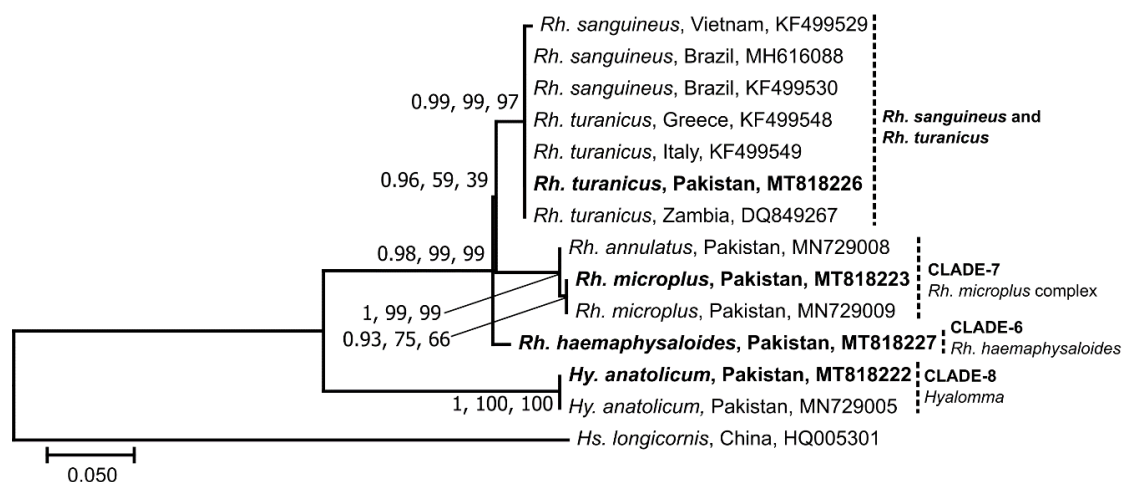 Rh. sanguineus, Vietnam, KF499529
Rh. sanguineus, Brazil, MH616088
Rh. sanguineus, Brazil, KF499530
0.99, 99, 97
Rh. turanicus, Greece, KF499548
Rh. sanguineus and
Rh. turanicus
Rh. turanicus, Italy, KF499549
0.96, 59, 39
Rh. turanicus, Pakistan, MT818226
Rh. turanicus, Zambia, DQ849267
0.98, 99, 99
Rh. annulatus, Pakistan, MN729008
Rh. microplus, Pakistan, MT818223
CLADE-7
Rh. microplus complex
1, 99, 99
Rh. microplus, Pakistan, MN729009
0.93, 75, 66
Rh. haemaphysaloides, Pakistan, MT818227
CLADE-6
Rh. haemaphysaloides
Hy. anatolicum, Pakistan, MT818222
CLADE-8
Hyalomma
1, 100, 100
Hy. anatolicum, Pakistan, MN729005
Hs. longicornis, China, HQ005301
0.050